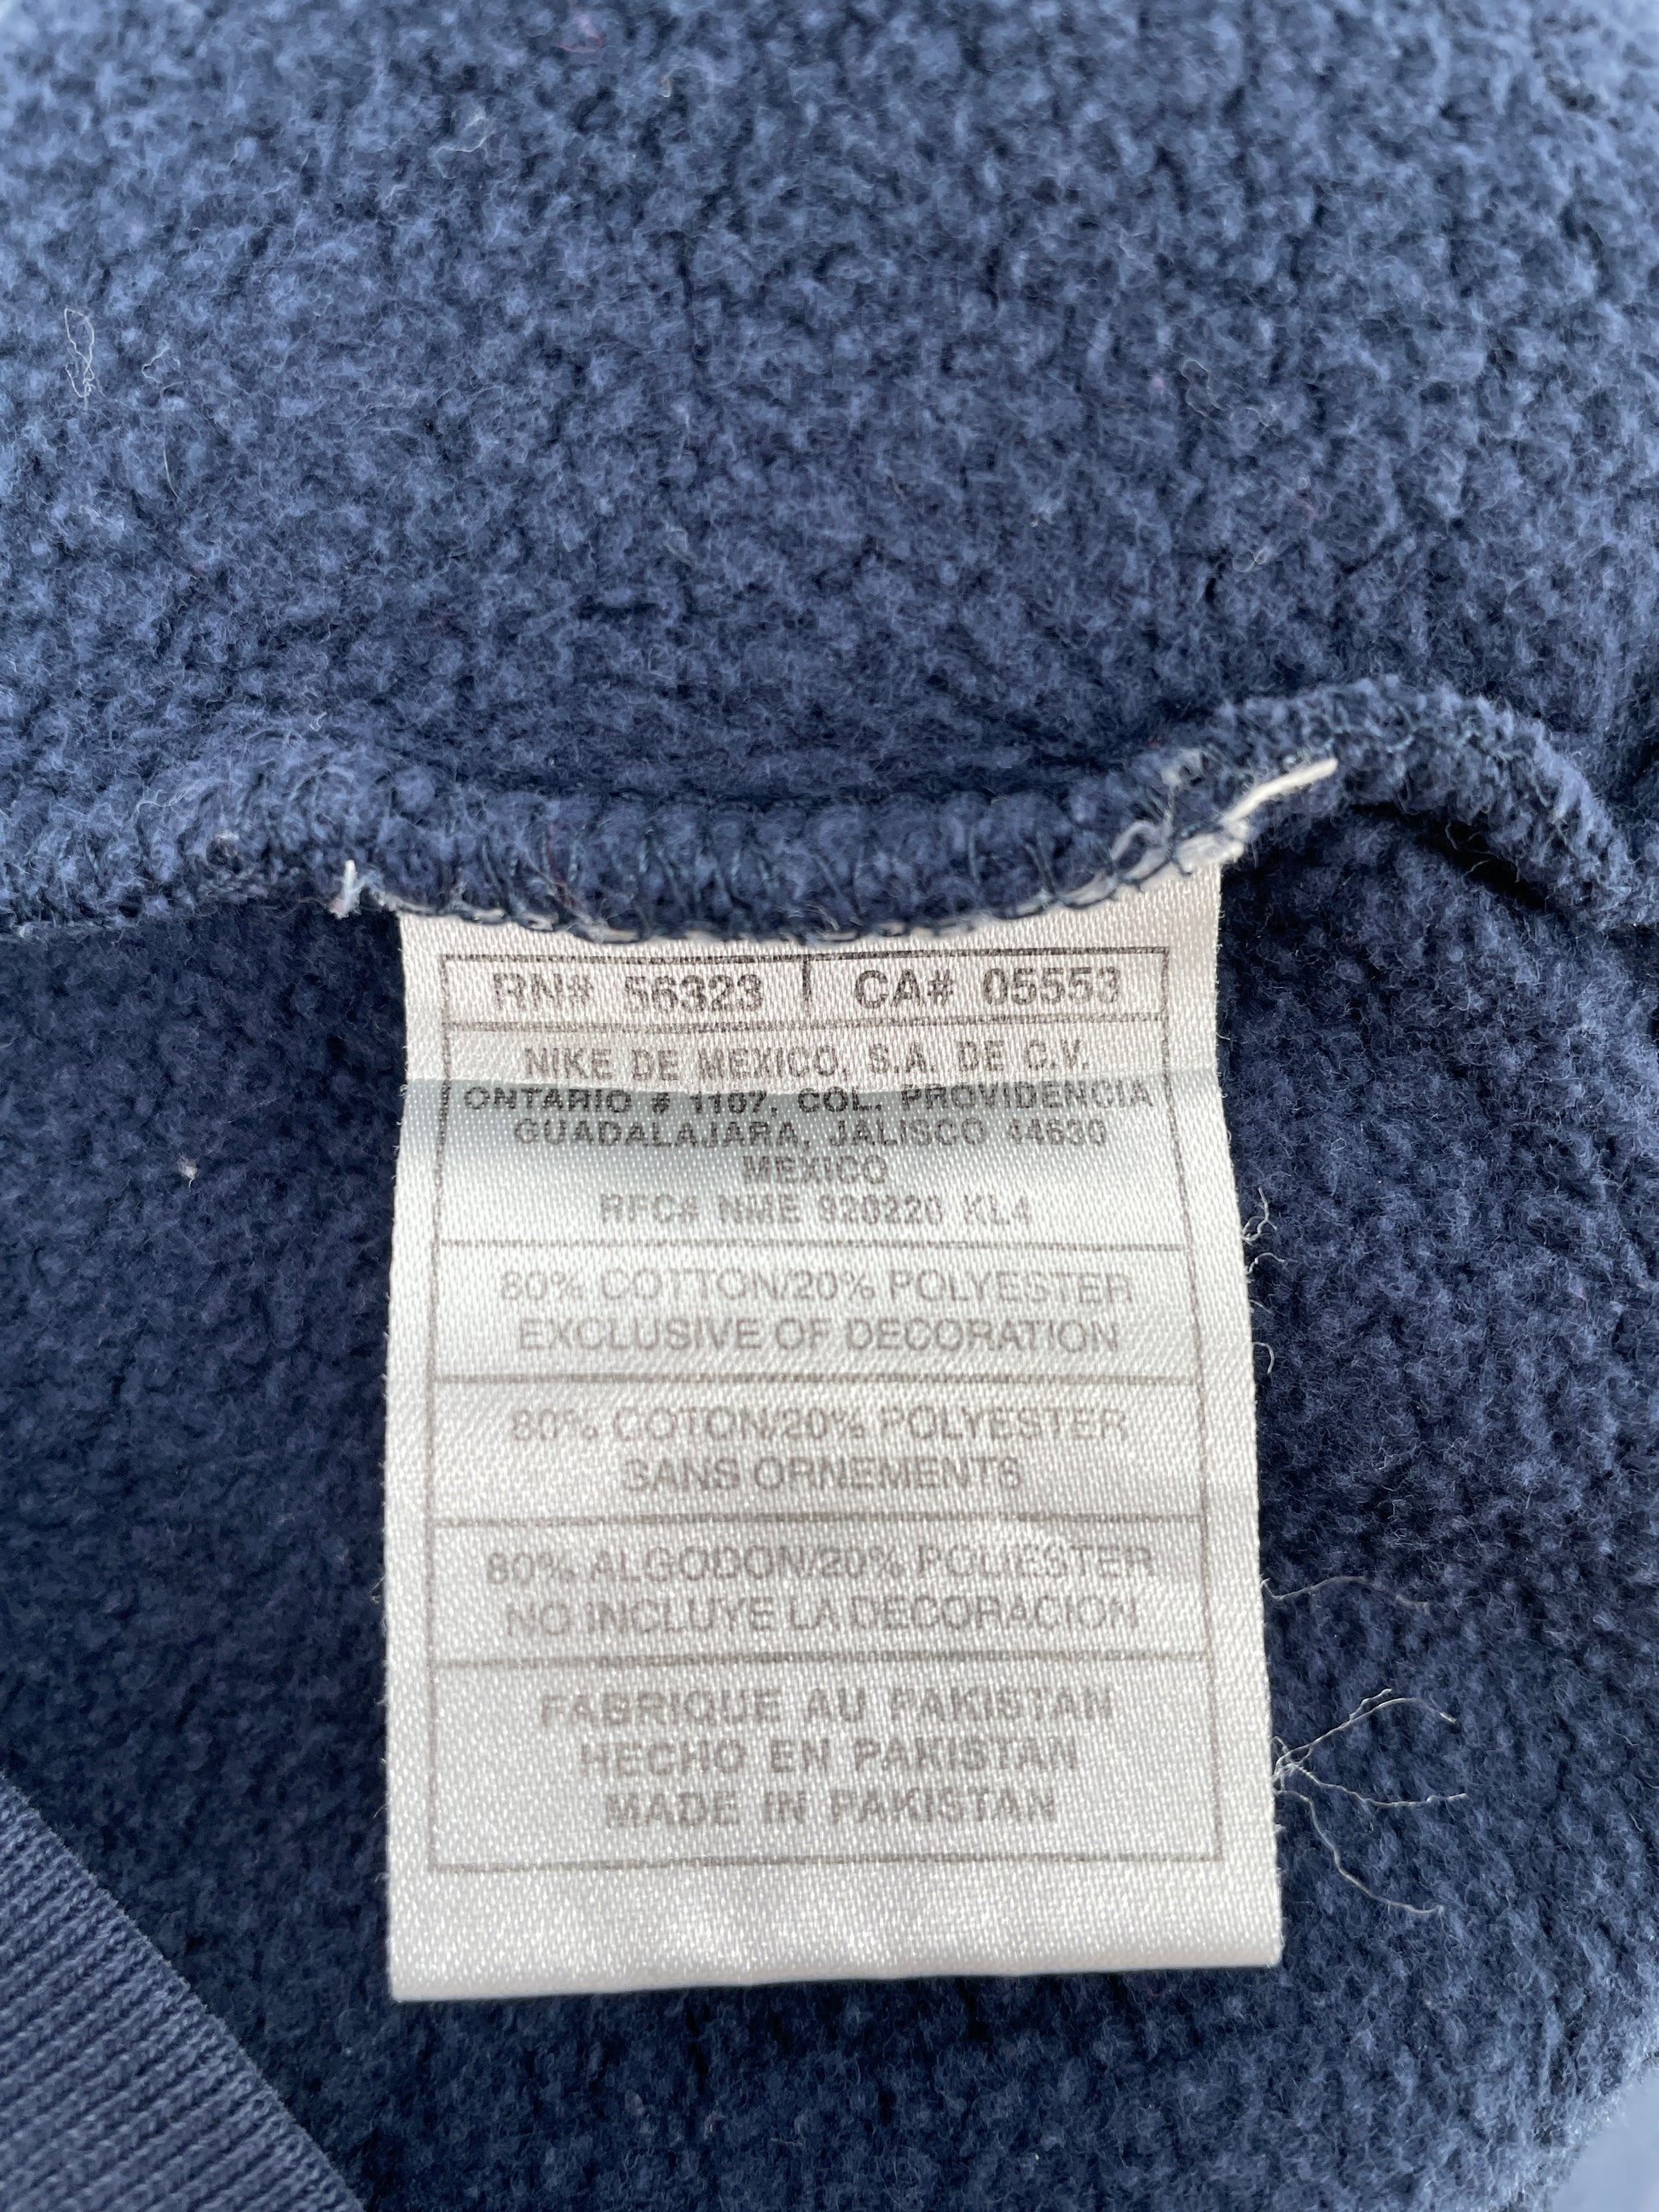 RN# 56323 | CA# 05553
NIKE DE MEXICO, S.A. DE C.V.
ONTARIO # 1107, COL. PROVIDENCIA
GUADALAJARA, JALISCO 44630
MEXICO
RFC# NME 920220 KL4
80% COTTON/20% POLYESTER
EXCLUSIVE OF DECORATION
80% COTON/20% POLYESTER
SANS ORNEMENTS
80% ALGODON/20% POLIESTER
NO INCLUYE LA DECORACION
FABRIQUE AU PAKISTAN
HECHO EN PAKISTAN
MADE IN PAKISTAN